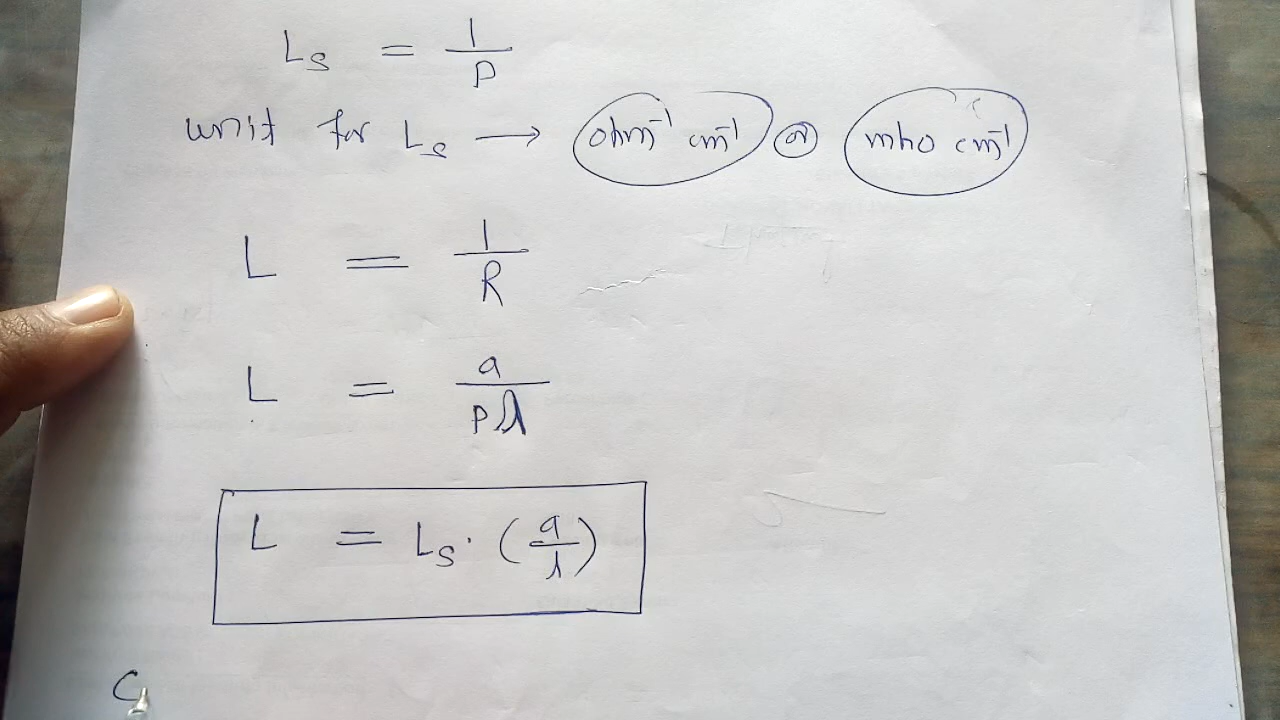 Ls = 1/ρ
unit for Ls → ohm⁻¹ cm⁻¹ or mho cm⁻¹
L = 1/R
L = a/ρl
L = Ls · (a/l)
C